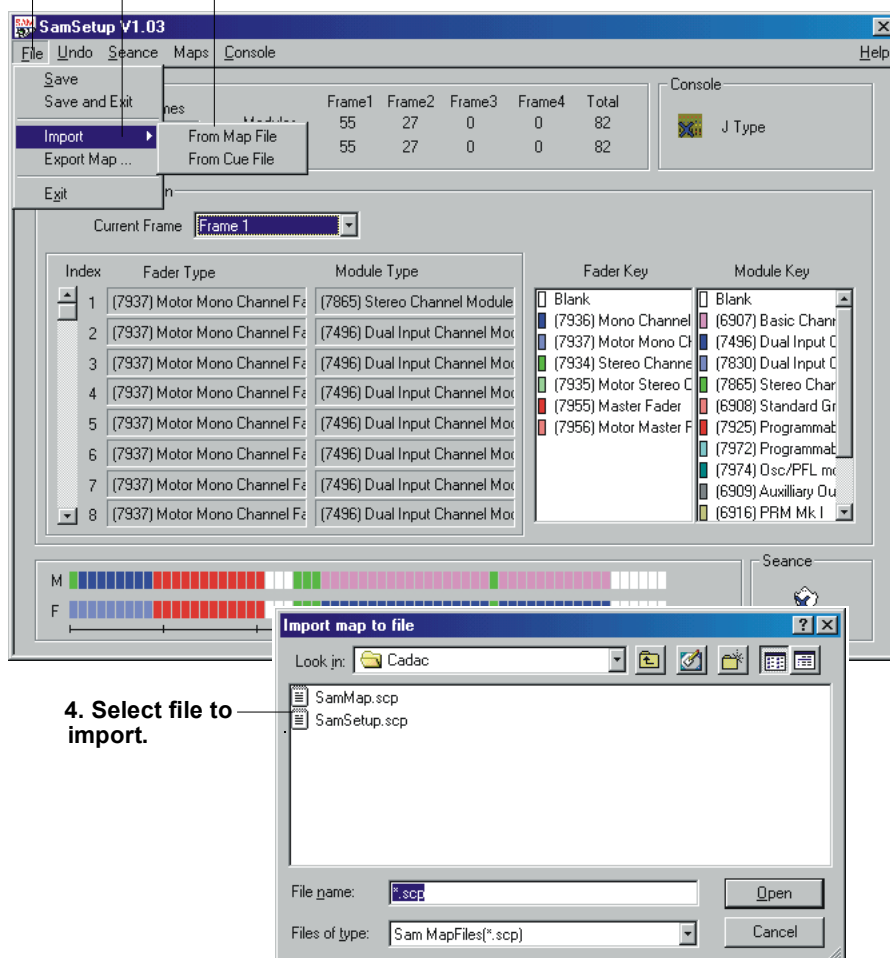 SamSetup V1.03
File Undo Seance Maps Console Help
Save
Save and Exit
Import
Export Map ...
Exit
From Map File
From Cue File
Frame1 Frame2 Frame3 Frame4 Total
55 27 0 0 82
55 27 0 0 82
Console
J Type
Current Frame Frame 1
Index Fader Type Module Type
1 (7937) Motor Mono Channel Fa (7865) Stereo Channel Module
2 (7937) Motor Mono Channel Fa (7496) Dual Input Channel Mod
3 (7937) Motor Mono Channel Fa (7496) Dual Input Channel Mod
4 (7937) Motor Mono Channel Fa (7496) Dual Input Channel Mod
5 (7937) Motor Mono Channel Fa (7496) Dual Input Channel Mod
6 (7937) Motor Mono Channel Fa (7496) Dual Input Channel Mod
7 (7937) Motor Mono Channel Fa (7496) Dual Input Channel Mod
8 (7937) Motor Mono Channel Fa (7496) Dual Input Channel Mod
Fader Key
Blank
(7936) Mono Channel
(7937) Motor Mono Ch
(7934) Stereo Channe
(7935) Motor Stereo C
(7955) Master Fader
(7956) Motor Master F
Module Key
Blank
(6907) Basic Chann
(7496) Dual Input C
(7830) Dual Input C
(7865) Stereo Char
(6908) Standard Gr
(7925) Programmab
(7972) Programmab
(7974) Osc/PFL mo
(6909) Auxilliary Ou
(6916) PRM Mk I
M
F
Seance
Import map to file
Look in: Cadac
SamMap.scp
SamSetup.scp
File name: *.scp Open
Files of type: Sam MapFiles(*.scp) Cancel
4. Select file to
import.